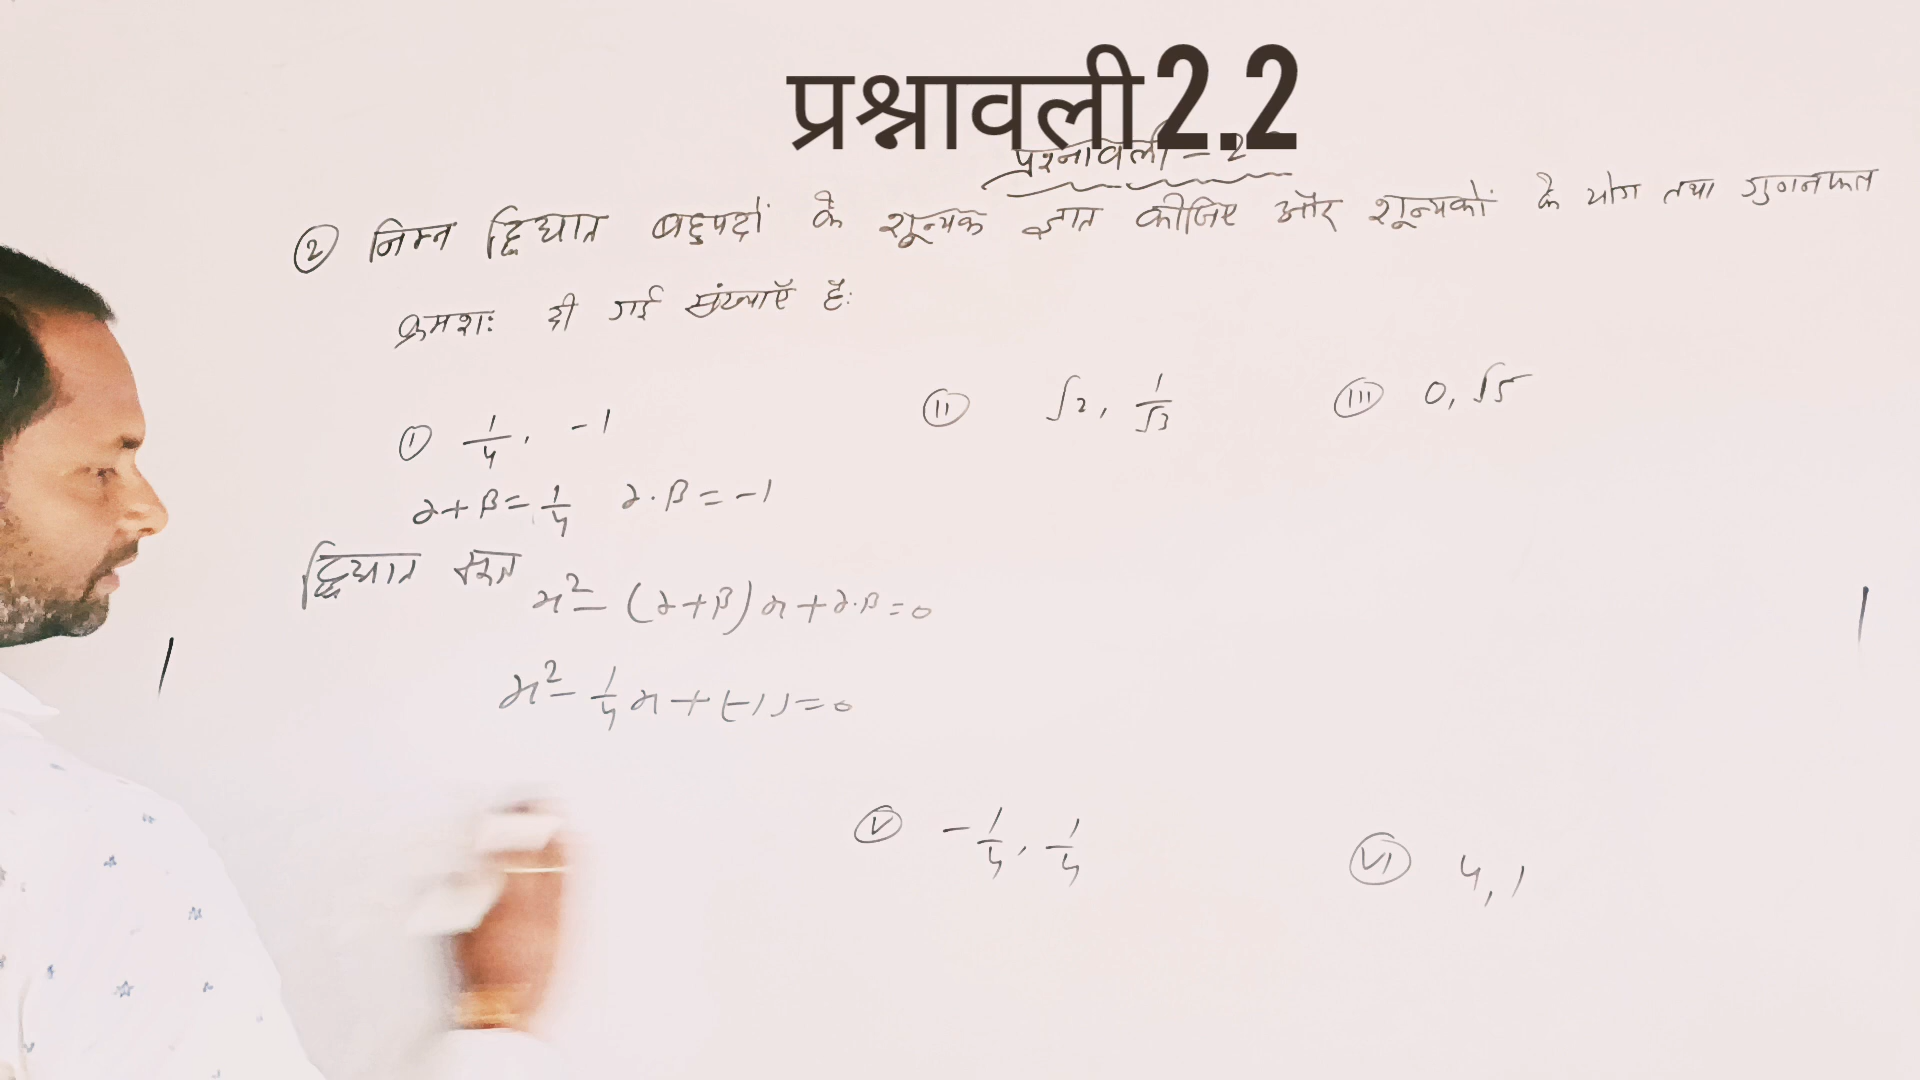 प्रश्नावली 2.2
प्रश्नावली - 2
② निम्न द्विघात बहुपदों के शून्यक ज्ञात कीजिए और शून्यकों के योग तथा गुणनफल
क्रमशः दी गई संख्याएँ हैं:
① 1/4, -1
ⅱ √2, 1/√3
ⅲ 0, √5
α+β=1/4 α.β=-1
द्विघात
x²-(α+β)x+α.β=0
x²-1/4x+(-1)=0
Ⅴ -1/4, 1/4
Ⅵ 4, 1